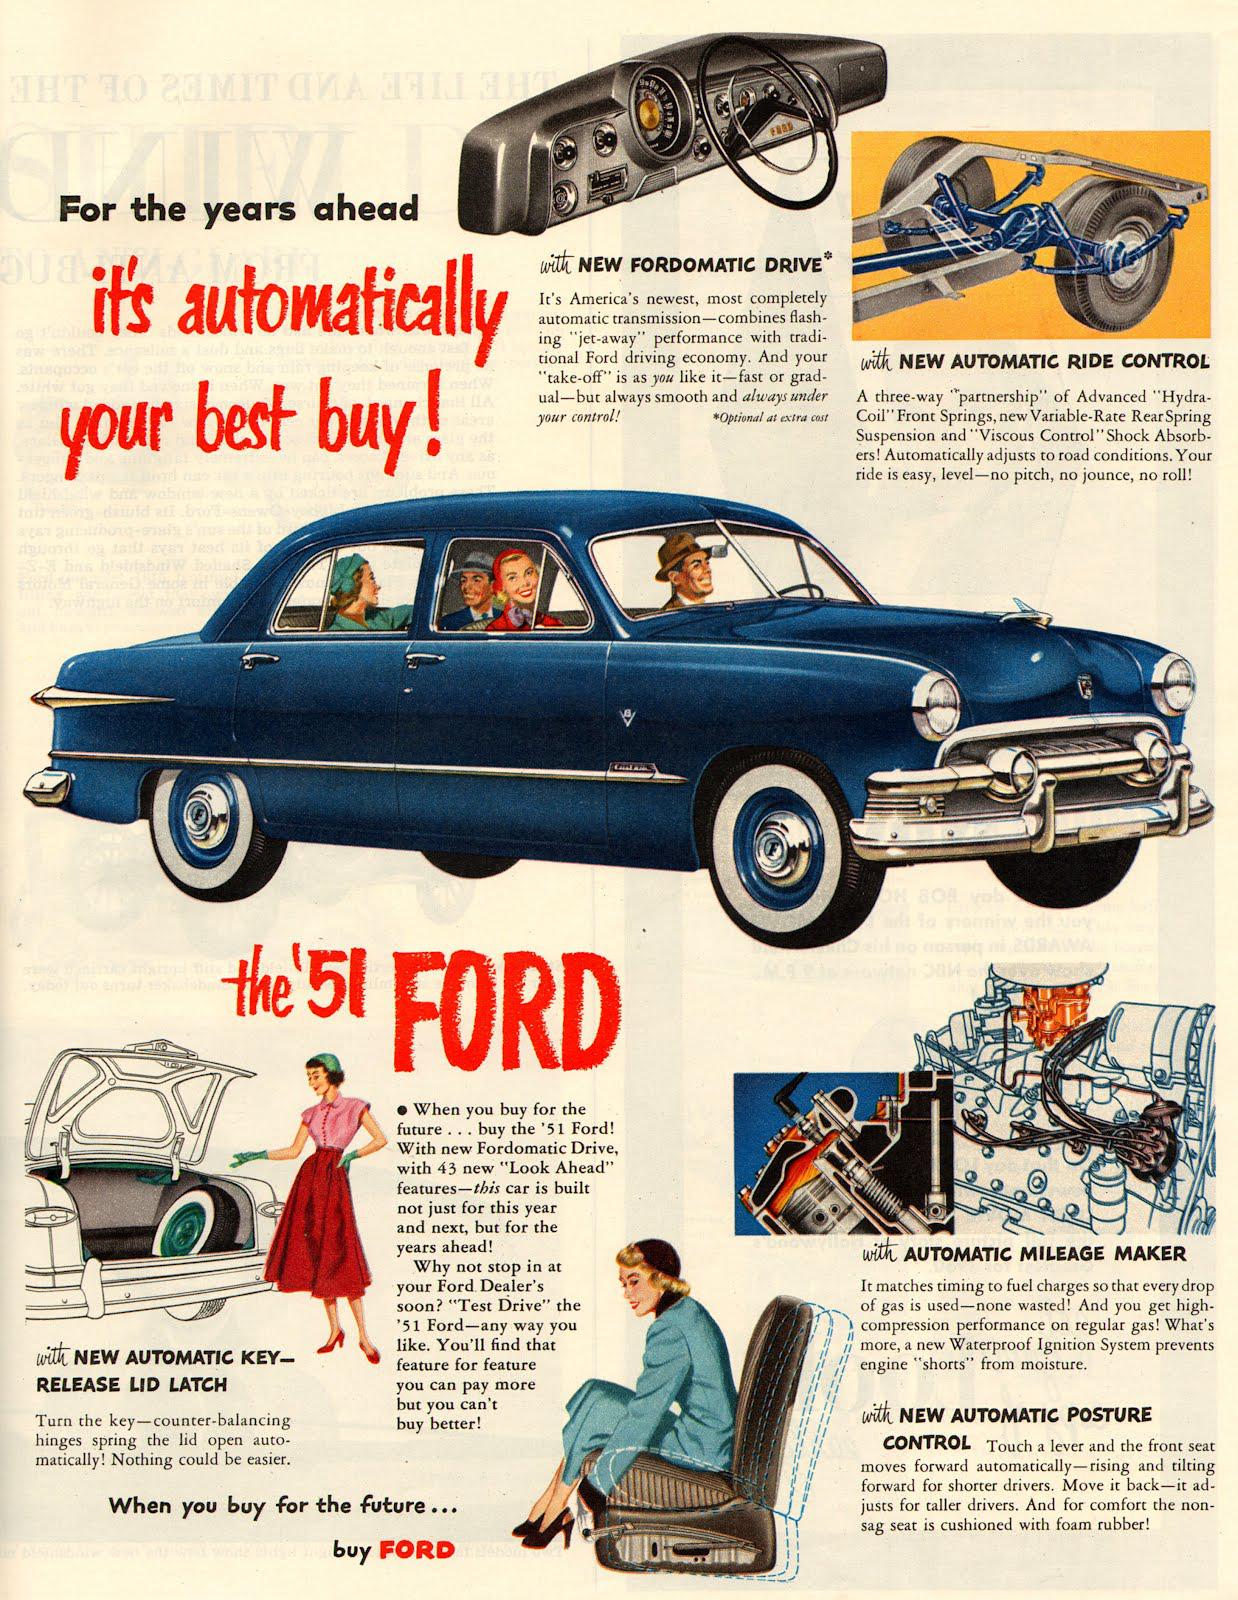 For the years ahead
it's automatically
your best buy!
FORD
with NEW FORDOMATIC DRIVE*
It's America's newest, most completely
automatic transmission—combines flash-
ing "jet-away" performance with tradi-
tional Ford driving economy. And your
"take-off" is as you like it—fast or grad-
ual—but always smooth and always under
your control! *Optional at extra cost
with NEW AUTOMATIC RIDE CONTROL
A three-way "partnership" of Advanced "Hydra-
Coil" Front Springs, new Variable-Rate Rear Spring
Suspension and "Viscous Control" Shock Absorb-
ers! Automatically adjusts to road conditions. Your
ride is easy, level—no pitch, no jounce, no roll!
the '51 FORD
• When you buy for the
future . . . buy the '51 Ford!
With new Fordomatic Drive,
with 43 new "Look Ahead"
features—this car is built
not just for this year
and next, but for the
years ahead!
Why not stop in at
your Ford Dealer's
soon? "Test Drive" the
'51 Ford—any way you
like. You'll find that
feature for feature
you can pay more
but you can't
buy better!
with NEW AUTOMATIC KEY—
RELEASE LID LATCH
Turn the key—counter-balancing
hinges spring the lid open auto-
matically! Nothing could be easier.
with AUTOMATIC MILEAGE MAKER
It matches timing to fuel charges so that every drop
of gas is used—none wasted! And you get high-
compression performance on regular gas! What's
more, a new Waterproof Ignition System prevents
engine "shorts" from moisture.
with NEW AUTOMATIC POSTURE
CONTROL Touch a lever and the front seat
moves forward automatically—rising and tilting
forward for shorter drivers. Move it back—it ad-
justs for taller drivers. And for comfort the non-
sag seat is cushioned with foam rubber!
When you buy for the future...
buy FORD